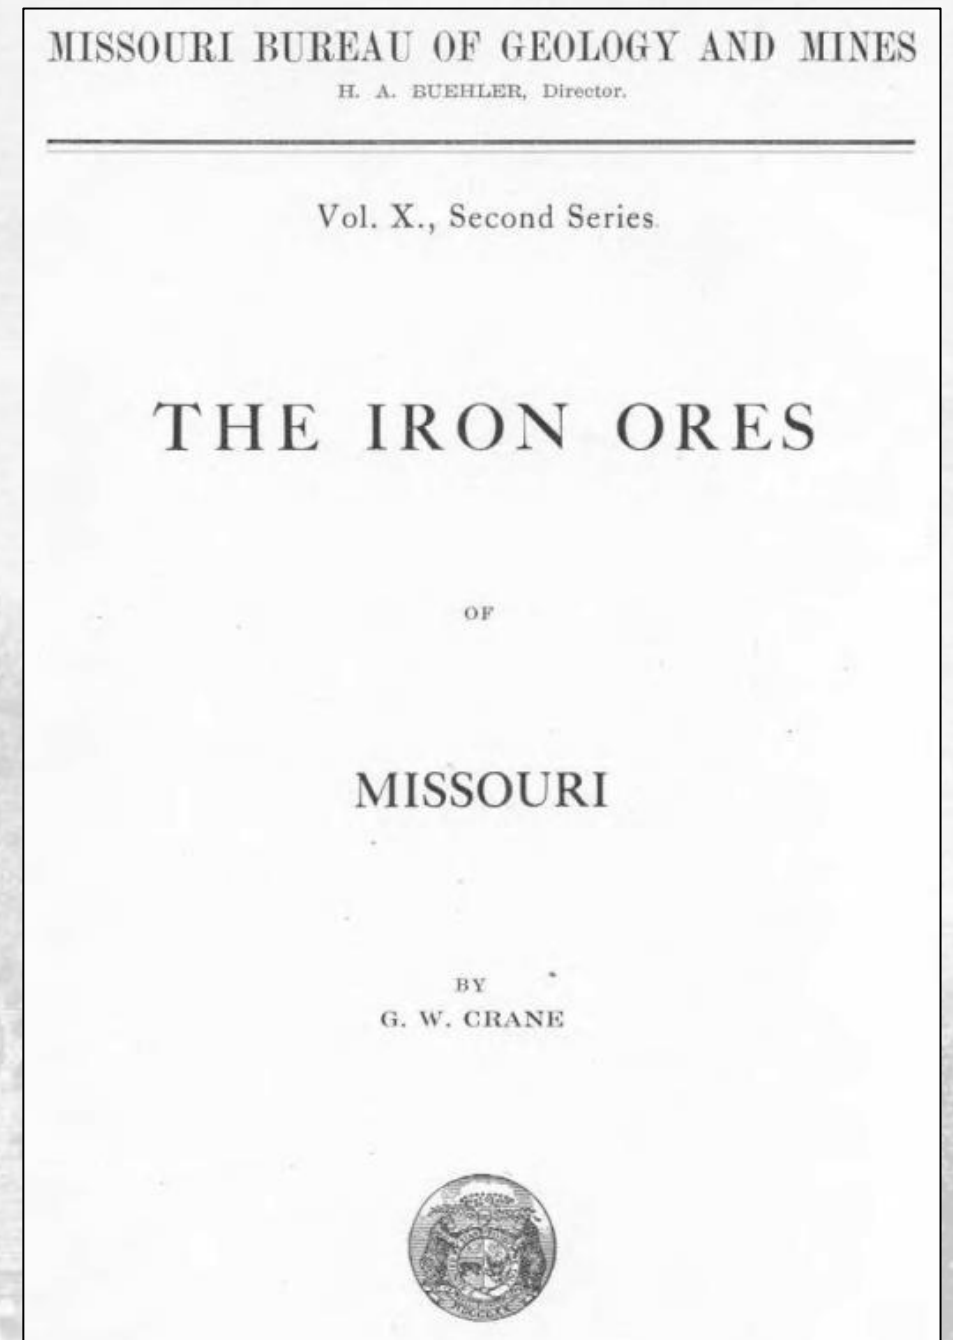 MISSOURI BUREAU OF GEOLOGY AND MINES
H. A. BUEHLER, Director.
Vol. X., Second Series.
THE IRON ORES
OF
MISSOURI
BY
G. W. CRANE